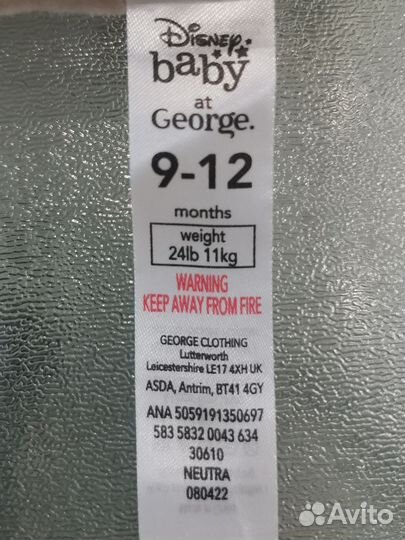 Disney
baby
at
George.
9-12
months
weight
24lb 11kg
WARNING
KEEP AWAY FROM FIRE
GEORGE CLOTHING
Lutterworth
Leicestershire LE17 4XH UK
ASDA, Antrim, BT41 4GY
ANA 5059191350697
583 5832 0043 634
30610
NEUTRA
080422
Avito